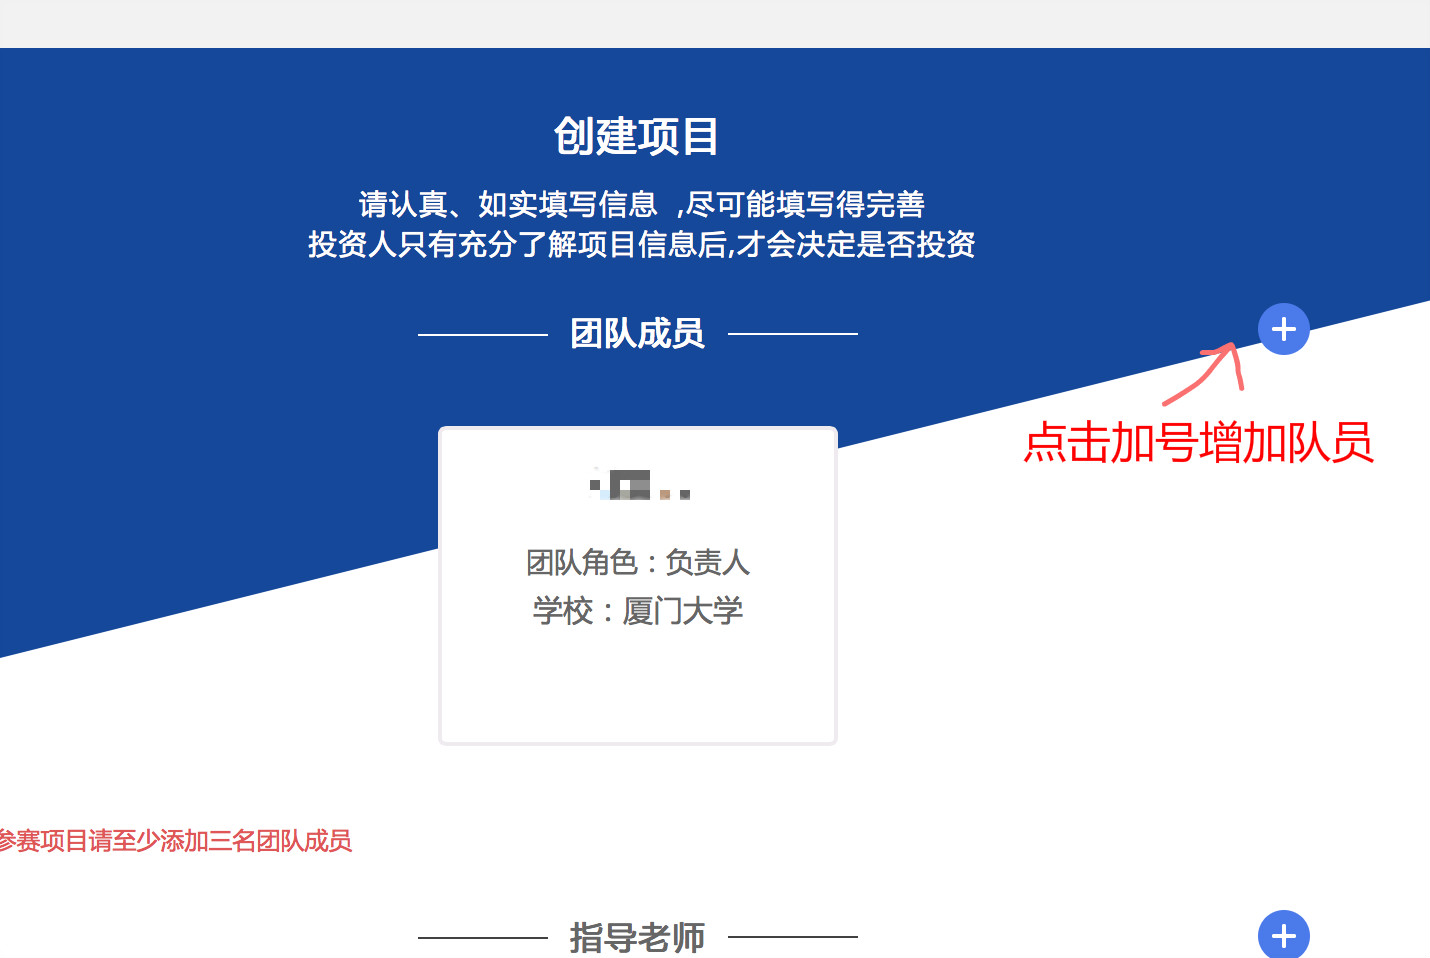 创建项目
请认真、如实填写信息 ,尽可能填写得完善
投资人只有充分了解项目信息后,才会决定是否投资
团队成员
点击加号增加队员
团队角色：负责人
学校：厦门大学
参赛项目请至少添加三名团队成员
指导老师